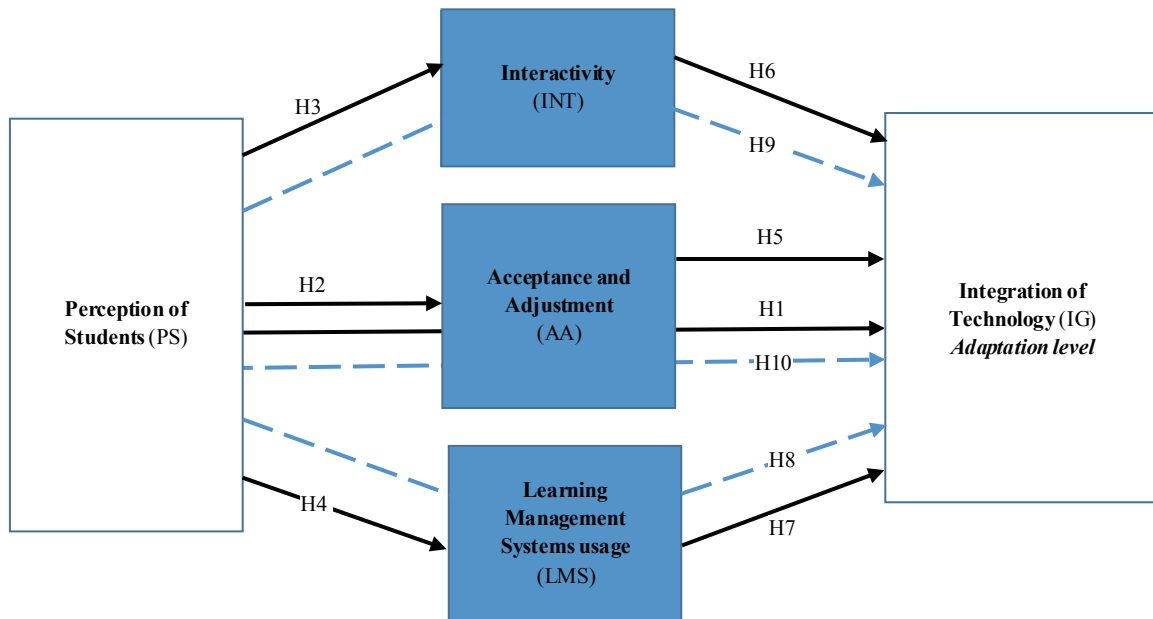 Interactivity
(INT)
H3
H6
H9
Perception of
Students (PS)
H2
Acceptance and
Adjustment
(AA)
H5
H1
H10
Integration of
Technology (IG)
Adaptation level
H4
Learning
Management
Systems usage
(LMS)
H8
H7